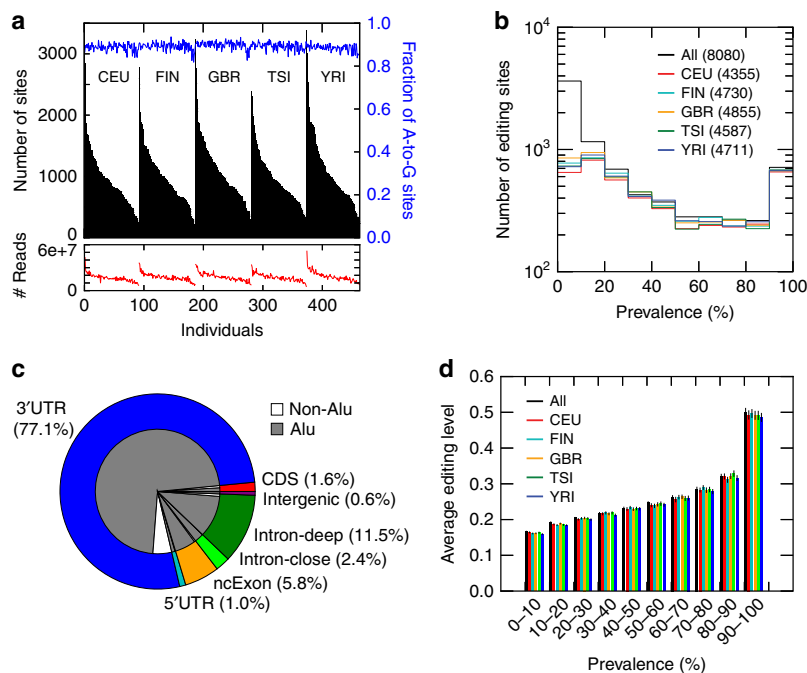 a
3500
3000
2000
1000
0
Number of sites
CEU FIN GBR TSI YRI
1.0
0.8
0.6
0.4
0.2
0.0
Fraction of A-to-G sites
6e+7
0
# Reads
0 100 200 300 400
Individuals
b
10^4
10^3
10^2
Number of editing sites
All (8080)
CEU (4355)
FIN (4730)
GBR (4855)
TSI (4587)
YRI (4711)
0 20 40 60 80 100
Prevalence (%)
c
3′UTR
(77.1%)
Non-Alu
Alu
CDS (1.6%)
Intergenic (0.6%)
Intron-deep (11.5%)
Intron-close (2.4%)
ncExon (5.8%)
5′UTR (1.0%)
d
0.6
0.5
0.4
0.3
0.2
0.1
0.0
Average editing level
All
CEU
FIN
GBR
TSI
YRI
0–10
10–20
20–30
30–40
40–50
50–60
60–70
70–80
80–90
90–100
Prevalence (%)